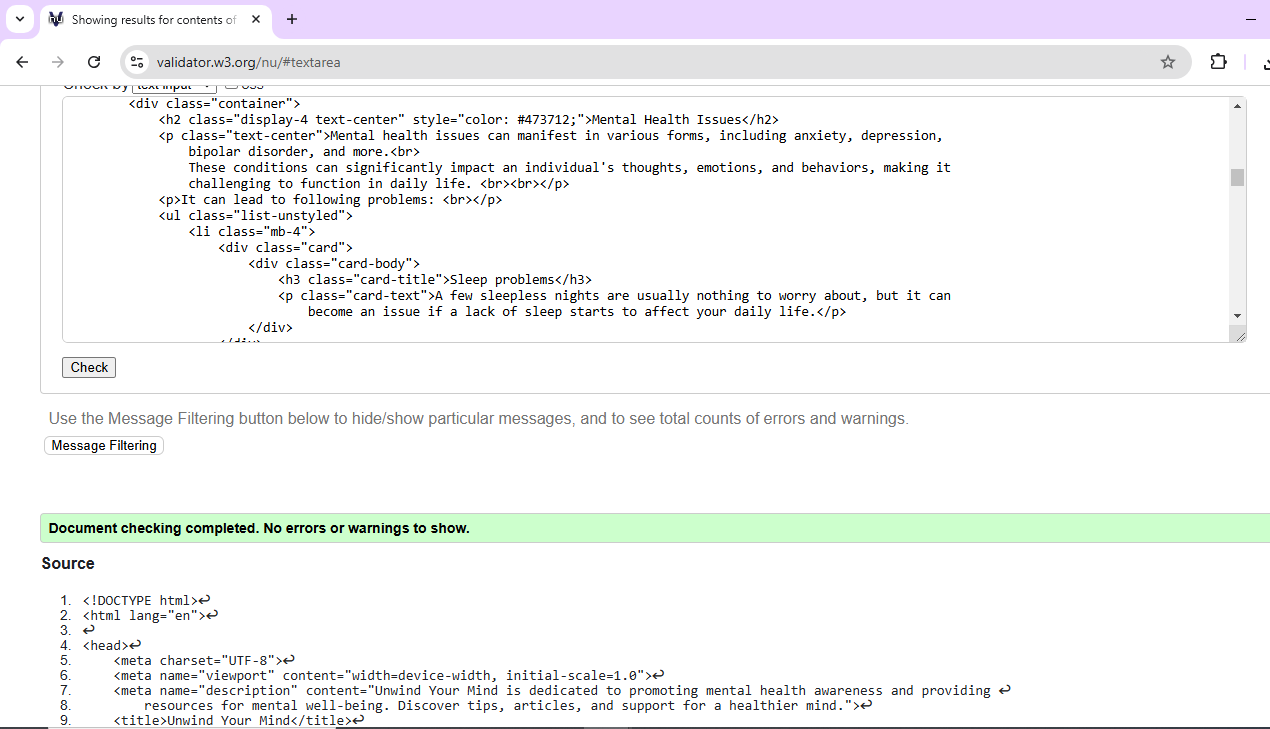 Showing results for contents of
validator.w3.org/nu/#textarea
Check by text input css
<div class="container">
<h2 class="display-4 text-center" style="color: #473712;">Mental Health Issues</h2>
<p class="text-center">Mental health issues can manifest in various forms, including anxiety, depression,
bipolar disorder, and more.<br>
These conditions can significantly impact an individual's thoughts, emotions, and behaviors, making it
challenging to function in daily life. <br><br></p>
<p>It can lead to following problems: <br></p>
<ul class="list-unstyled">
<li class="mb-4">
<div class="card">
<div class="card-body">
<h3 class="card-title">Sleep problems</h3>
<p class="card-text">A few sleepless nights are usually nothing to worry about, but it can
become an issue if a lack of sleep starts to affect your daily life.</p>
</div>
</div>
Check
Use the Message Filtering button below to hide/show particular messages, and to see total counts of errors and warnings.
Message Filtering
Document checking completed. No errors or warnings to show.
Source
1. <!DOCTYPE html>↩
2. <html lang="en">↩
3. ↩
4. <head>↩
5. <meta charset="UTF-8">↩
6. <meta name="viewport" content="width=device-width, initial-scale=1.0">↩
7. <meta name="description" content="Unwind Your Mind is dedicated to promoting mental health awareness and providing ↩
8. resources for mental well-being. Discover tips, articles, and support for a healthier mind.">↩
9. <title>Unwind Your Mind</title>↩